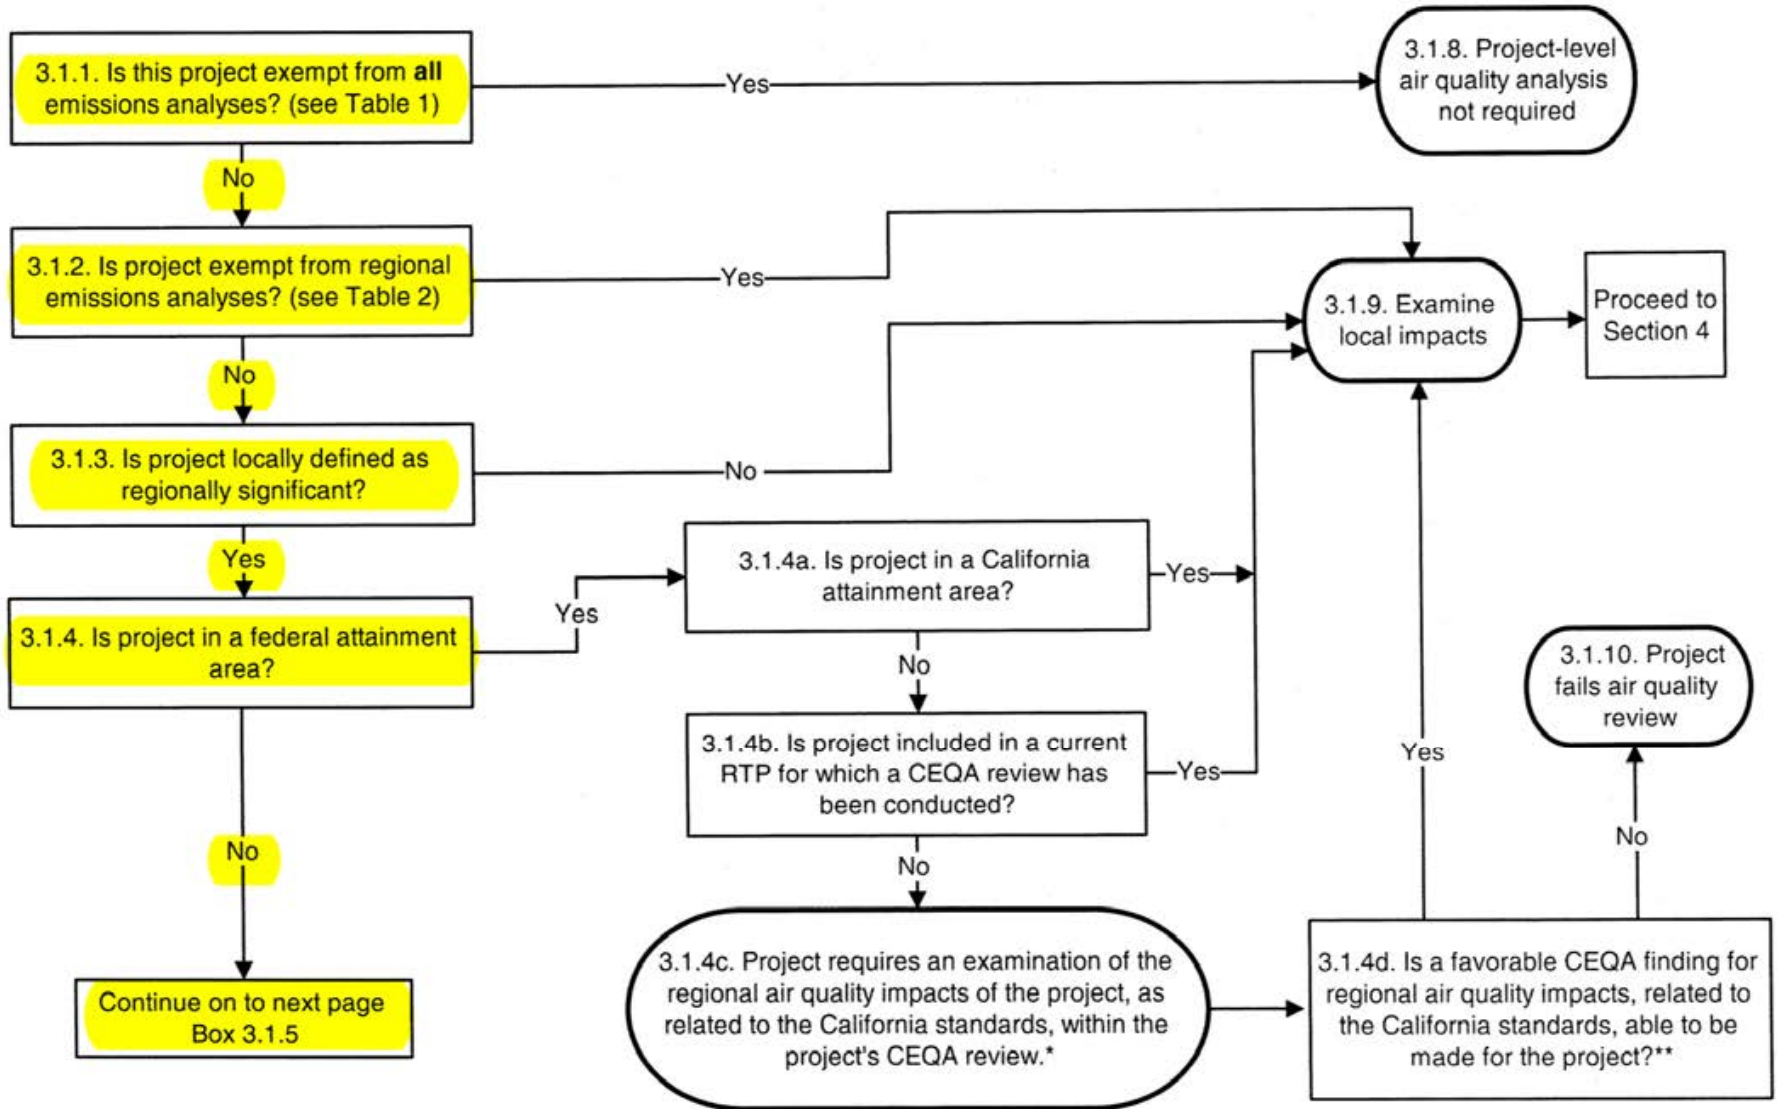 3.1.1. Is this project exempt from all
emissions analyses? (see Table 1)
Yes
3.1.8. Project-level
air quality analysis
not required
No
3.1.2. Is project exempt from regional
emissions analyses? (see Table 2)
Yes
3.1.9. Examine
local impacts
Proceed to
Section 4
No
3.1.3. Is project locally defined as
regionally significant?
No
Yes
3.1.4. Is project in a federal attainment
area?
Yes
3.1.4a. Is project in a California
attainment area?
Yes
No
3.1.4b. Is project included in a current
RTP for which a CEQA review has
been conducted?
Yes
No
3.1.4c. Project requires an examination of the
regional air quality impacts of the project, as
related to the California standards, within the
project's CEQA review.*
3.1.4d. Is a favorable CEQA finding for
regional air quality impacts, related to
the California standards, able to be
made for the project?**
Yes
No
3.1.10. Project
fails air quality
review
No
Continue on to next page
Box 3.1.5